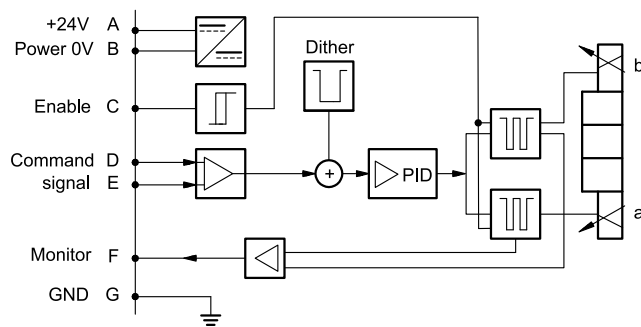 +24V A
Power 0V B
Dither
b
Enable C
Command D
signal E
+
PID
a
Monitor F
GND G